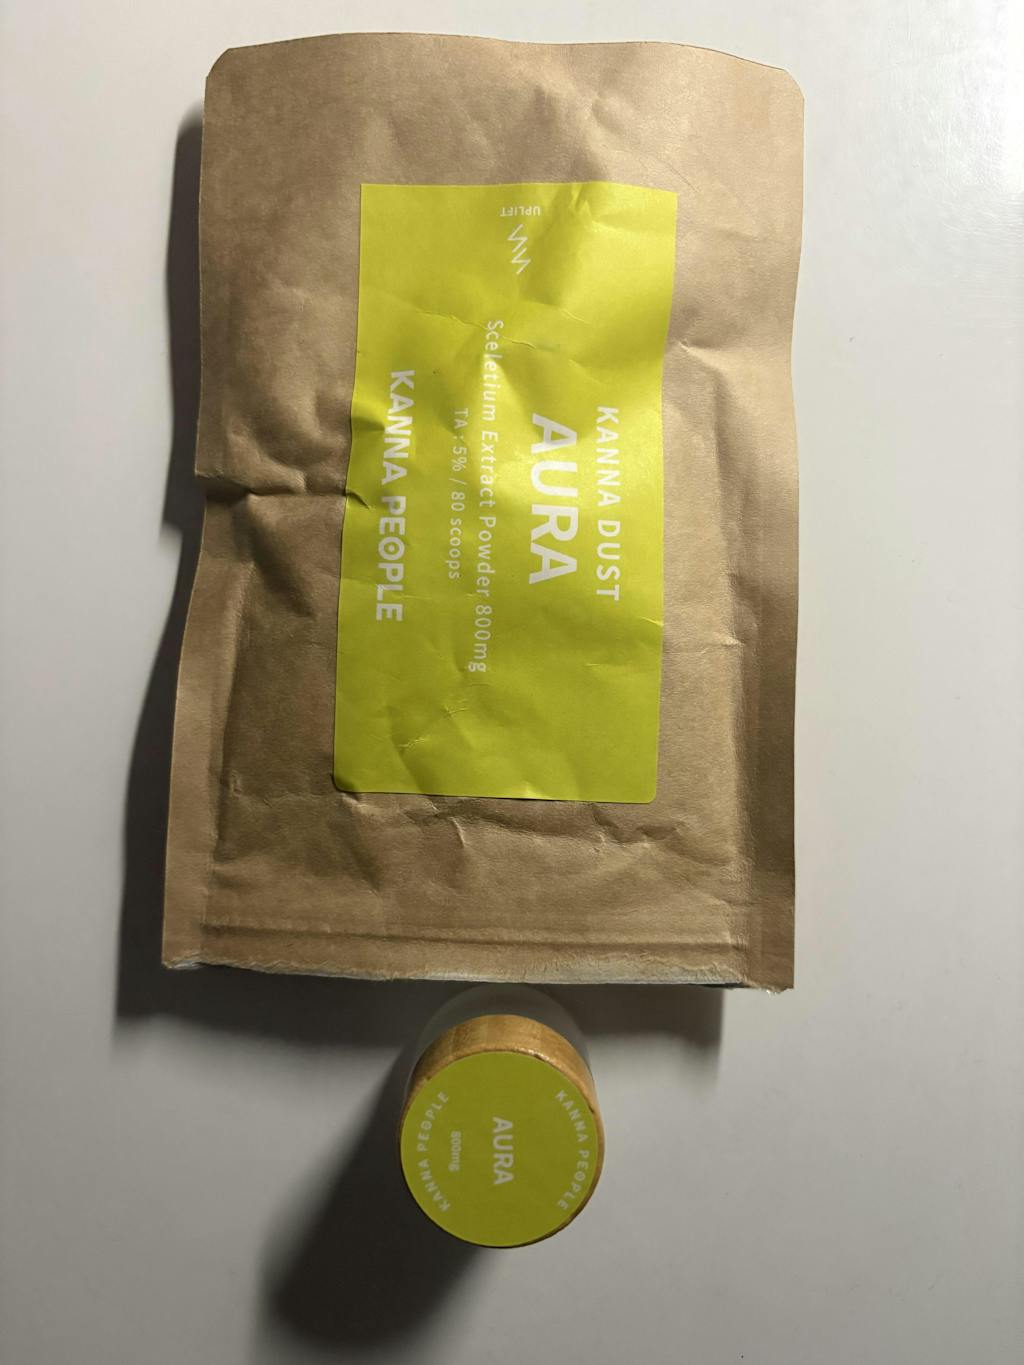 UPLIFT
KANNA DUST
AURA
Sceletium Extract Powder 800mg
TA : 5% / 80 scoops
KANNA PEOPLE
KANNA PEOPLE
AURA
800mg
KANNA PEOPLE